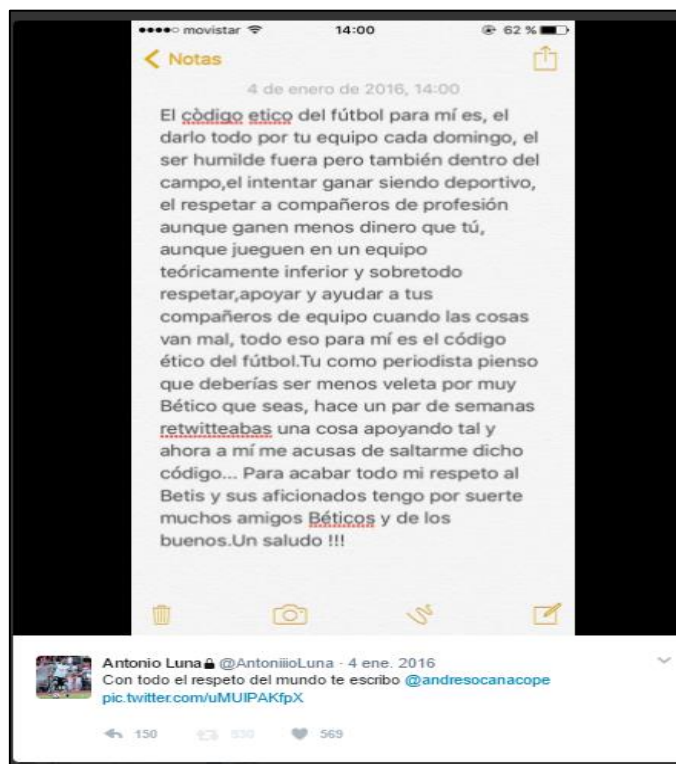 movistar 14:00 62 %
Notas
4 de enero de 2016, 14:00
El còdigo etico del fútbol para mí es, el
darlo todo por tu equipo cada domingo, el
ser humilde fuera pero también dentro del
campo,el intentar ganar siendo deportivo,
el respetar a compañeros de profesión
aunque ganen menos dinero que tú,
aunque jueguen en un equipo
teóricamente inferior y sobretodo
respetar,apoyar y ayudar a tus
compañeros de equipo cuando las cosas
van mal, todo eso para mí es el código
ético del fútbol.Tu como periodista pienso
que deberías ser menos veleta por muy
Bético que seas, hace un par de semanas
retwitteabas una cosa apoyando tal y
ahora a mí me acusas de saltarme dicho
código... Para acabar todo mi respeto al
Betis y sus aficionados tengo por suerte
muchos amigos Béticos y de los
buenos.Un saludo !!!
Antonio Luna @AntoniiioLuna · 4 ene. 2016
Con todo el respeto del mundo te escribo @andresocanacope
pic.twitter.com/uMUIPAKfpX
150 930 569